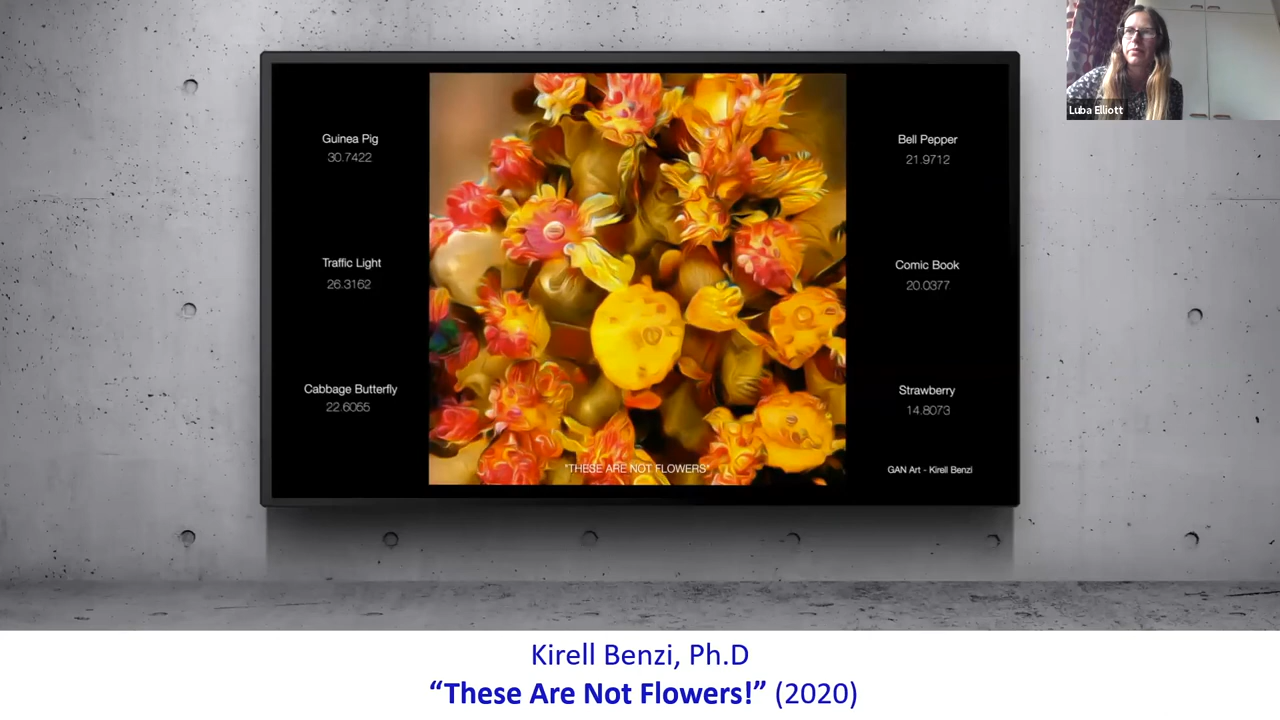 Luba Elliott
Guinea Pig
30.7422
Traffic Light
26.3162
Cabbage Butterfly
22.6055
Bell Pepper
21.9712
Comic Book
20.0377
Strawberry
14.8073
"THESE ARE NOT FLOWERS"
GAN Art - Kirell Benzi
Kirell Benzi, Ph.D
“These Are Not Flowers!” (2020)